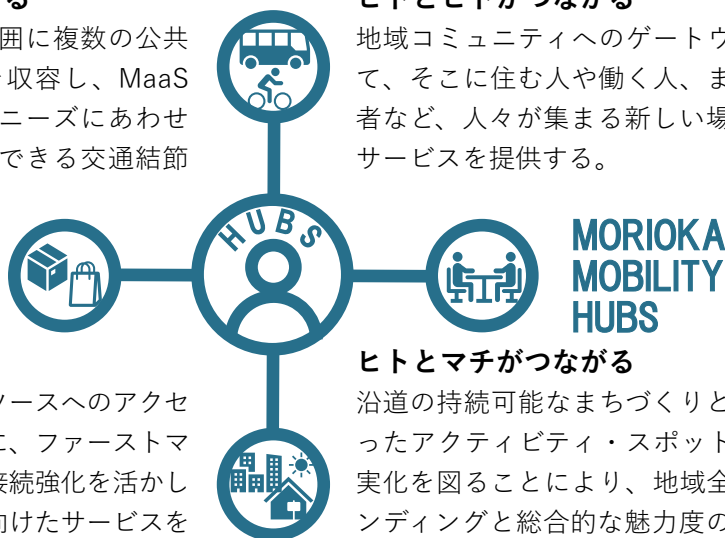 る
囲に複数の公共
収容し、MaaS
ニーズにあわせ
できる交通結節
ヒトとヒトがつながる
地域コミュニティへのゲートウ
て、そこに住む人や働く人、ま
者など、人々が集まる新しい場
サービスを提供する。
HUBS
MORIOKA
MOBILITY
HUBS
ソースへのアクセ
に、ファーストマ
接続強化を活かし
向けたサービスを
ヒトとマチがつながる
沿道の持続可能なまちづくりと
ったアクティビティ・スポット
実化を図ることにより、地域全
ンディングと総合的な魅力度の